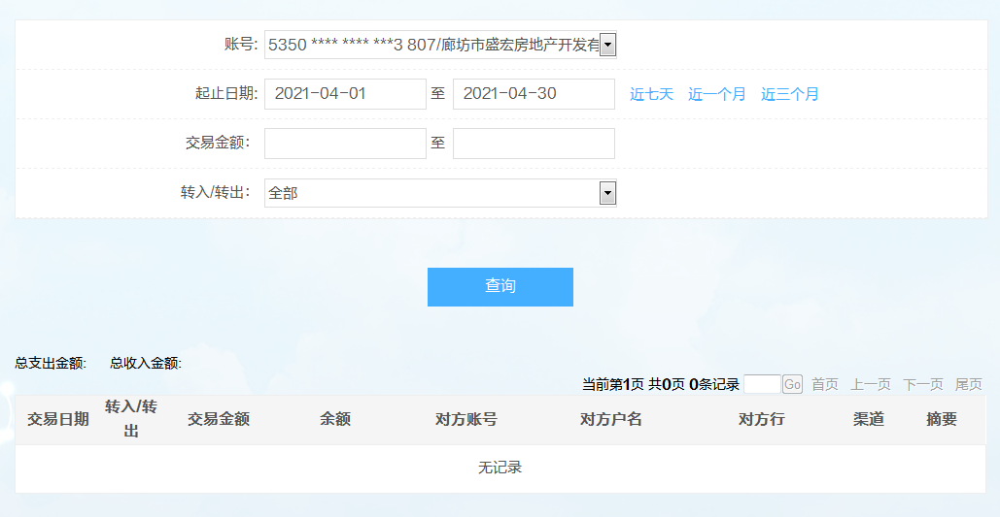 账号: 5350 **** **** ***3 807/廊坊市盛宏房地产开发有
起止日期: 2021-04-01 至 2021-04-30 近七天 近一个月 近三个月
交易金额: 至
转入/转出: 全部
查询
总支出金额: 总收入金额:
当前第1页 共0页 0条记录 Go 首页 上一页 下一页 尾页
交易日期 转入/转出 交易金额 余额 对方账号 对方户名 对方行 渠道 摘要
无记录